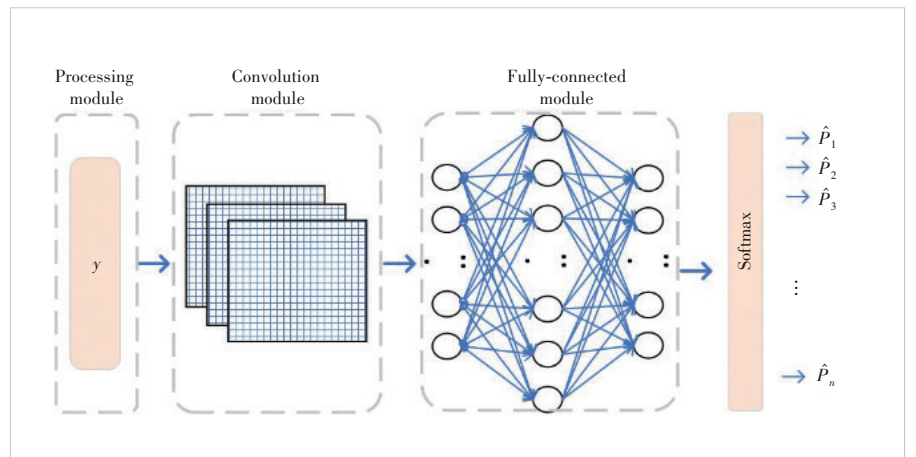 Processing
module
Convolution
module
Fully-connected
module
y
Softmax
P̂₁
P̂₂
P̂₃
⋮
P̂ₙ